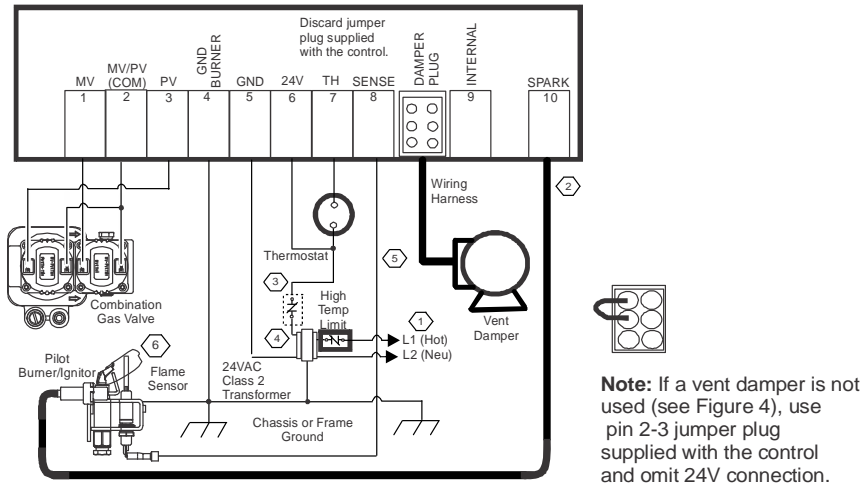 Discard jumper
plug supplied
with the control.
MV
MV/PV
(COM)
PV
GND
BURNER
GND
24V
TH
SENSE
DAMPER
PLUG
INTERNAL
SPARK
1
2
3
4
5
6
7
8
9
10
Wiring
Harness
2
Thermostat
5
3
High
Temp
Limit
1
4
L1 (Hot)
L2 (Neu)
Vent
Damper
Combination
Gas Valve
6
Pilot
Burner/Ignitor
Flame
Sensor
24VAC
Class 2
Transformer
Chassis or Frame
Ground
Note: If a vent damper is not
used (see Figure 4), use
pin 2-3 jumper plug
supplied with the control
and omit 24V connection.